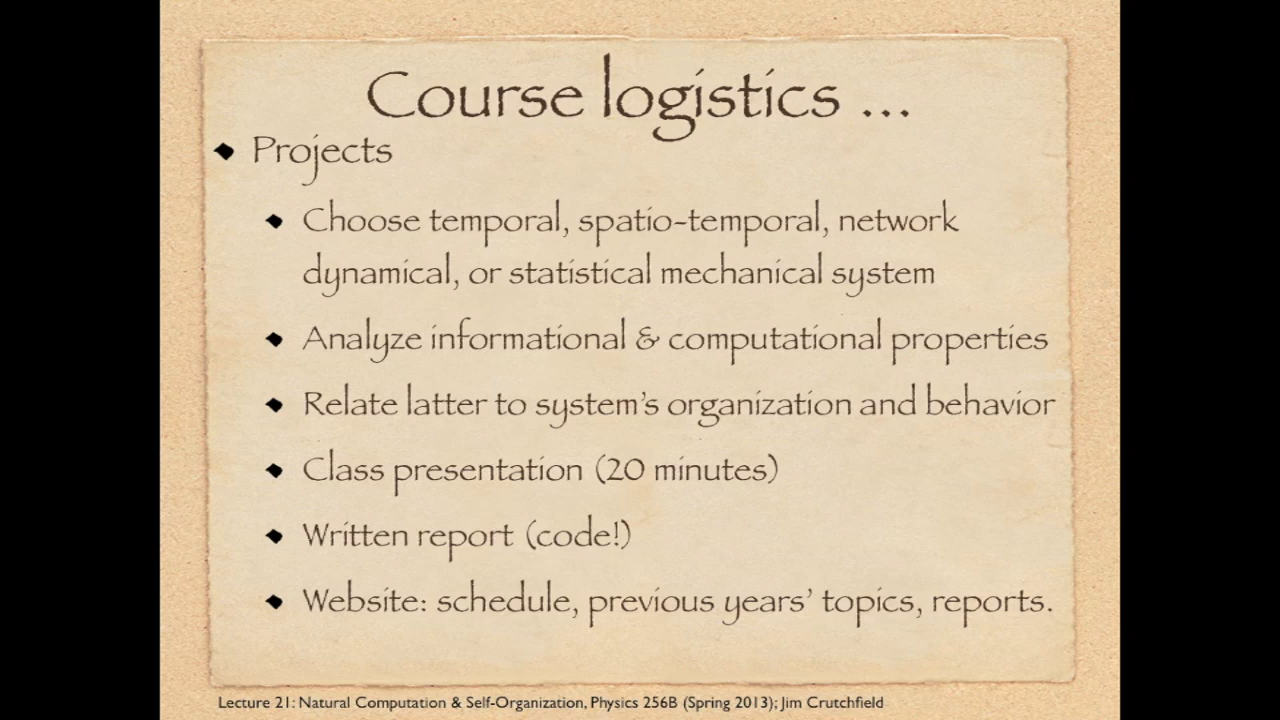 Course logistics ...
Projects
Choose temporal, spatio-temporal, network
dynamical, or statistical mechanical system
Analyze informational & computational properties
Relate latter to system's organization and behavior
Class presentation (20 minutes)
Written report (code!)
Website: schedule, previous years' topics, reports.
Lecture 21: Natural Computation & Self-Organization, Physics 256B (Spring 2013); Jim Crutchfield